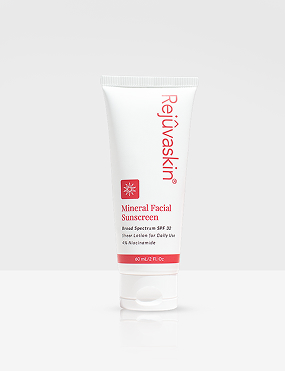 Rejûvaskin®
Mineral Facial
Sunscreen
Broad Spectrum SPF 32
Sheer Lotion for Daily Use
4% Niacinamide
60 mL/2 Fl Oz.